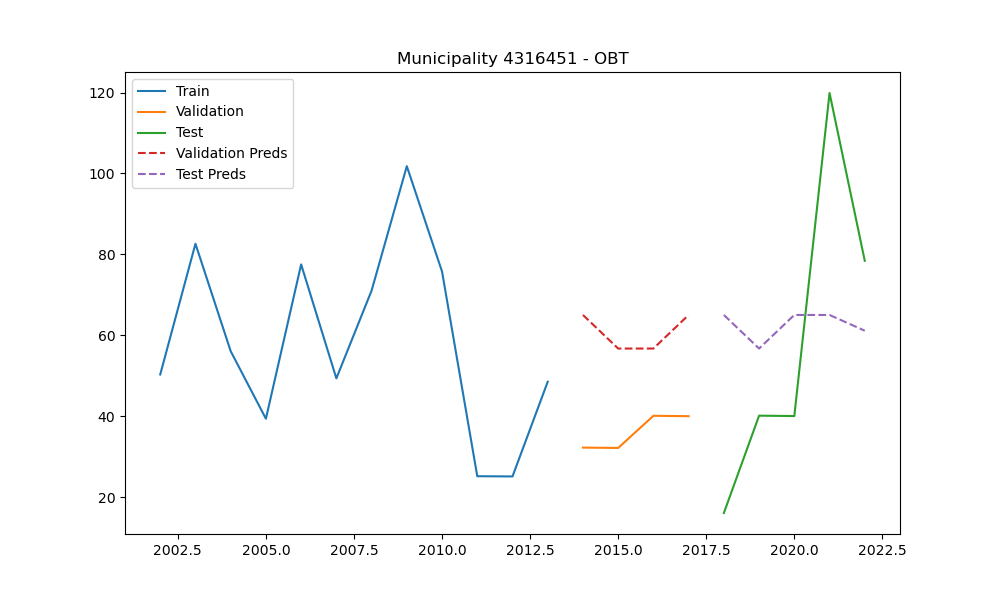 Municipality 4316451 - OBT
Train
Validation
Test
Validation Preds
Test Preds
120
100
80
60
40
20
2002.5 2005.0 2007.5 2010.0 2012.5 2015.0 2017.5 2020.0 2022.5